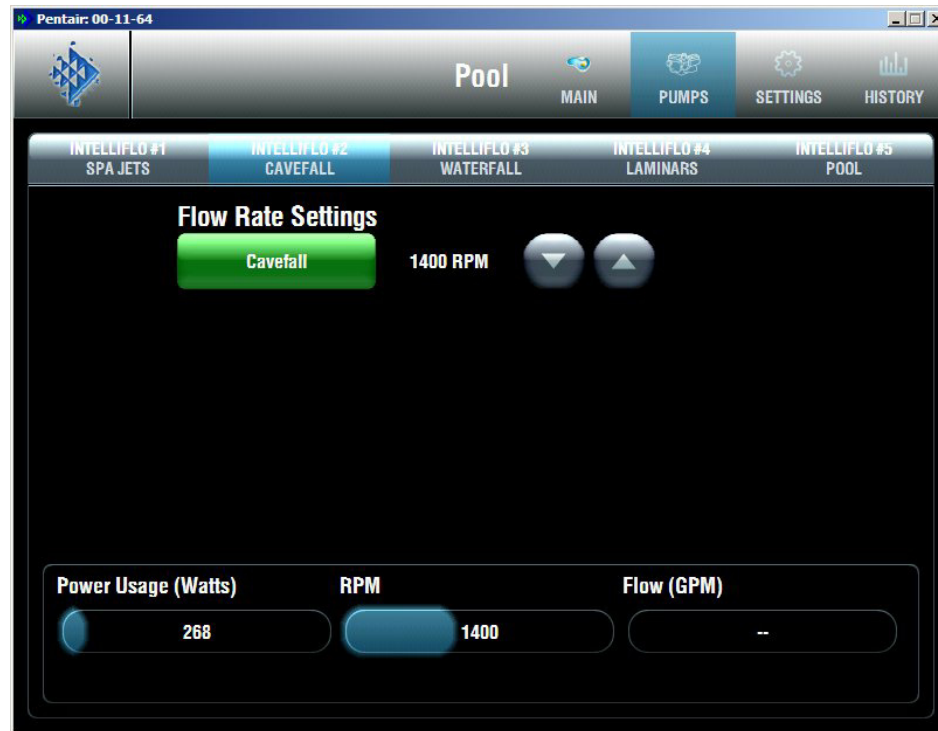 Pentair: 00-11-64
Pool
MAIN
PUMPS
SETTINGS
HISTORY
INTELLIFLO #1
SPA JETS
INTELLIFLO #2
CAVEFALL
INTELLIFLO #3
WATERFALL
INTELLIFLO #4
LAMINARS
INTELLIFLO #5
POOL
Flow Rate Settings
Cavefall 1400 RPM
Power Usage (Watts) RPM Flow (GPM)
268 1400 --